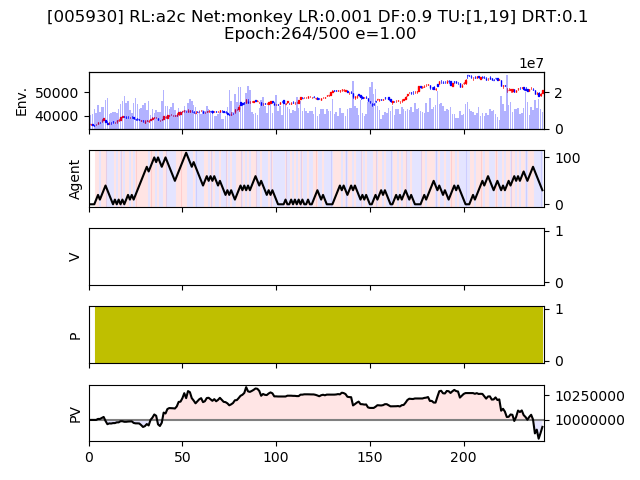 [005930] RL:a2c Net:monkey LR:0.001 DF:0.9 TU:[1,19] DRT:0.1
Epoch:264/500 e=1.00
1e7
Env.
50000
40000
2
0
Agent
100
0
V
1
0
P
1
0
PV
10250000
10000000
0
50
100
150
200